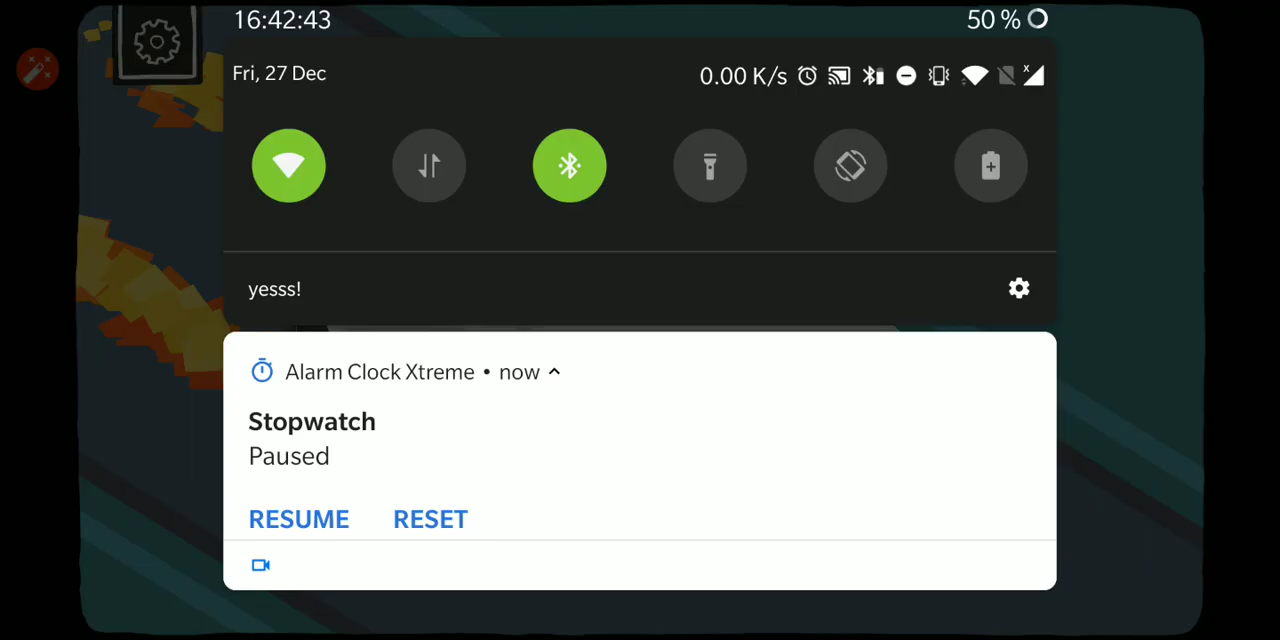 16:42:43
50 %
Fri, 27 Dec
0.00 K/s
yesss!
Alarm Clock Xtreme • now
Stopwatch
Paused
RESUME RESET